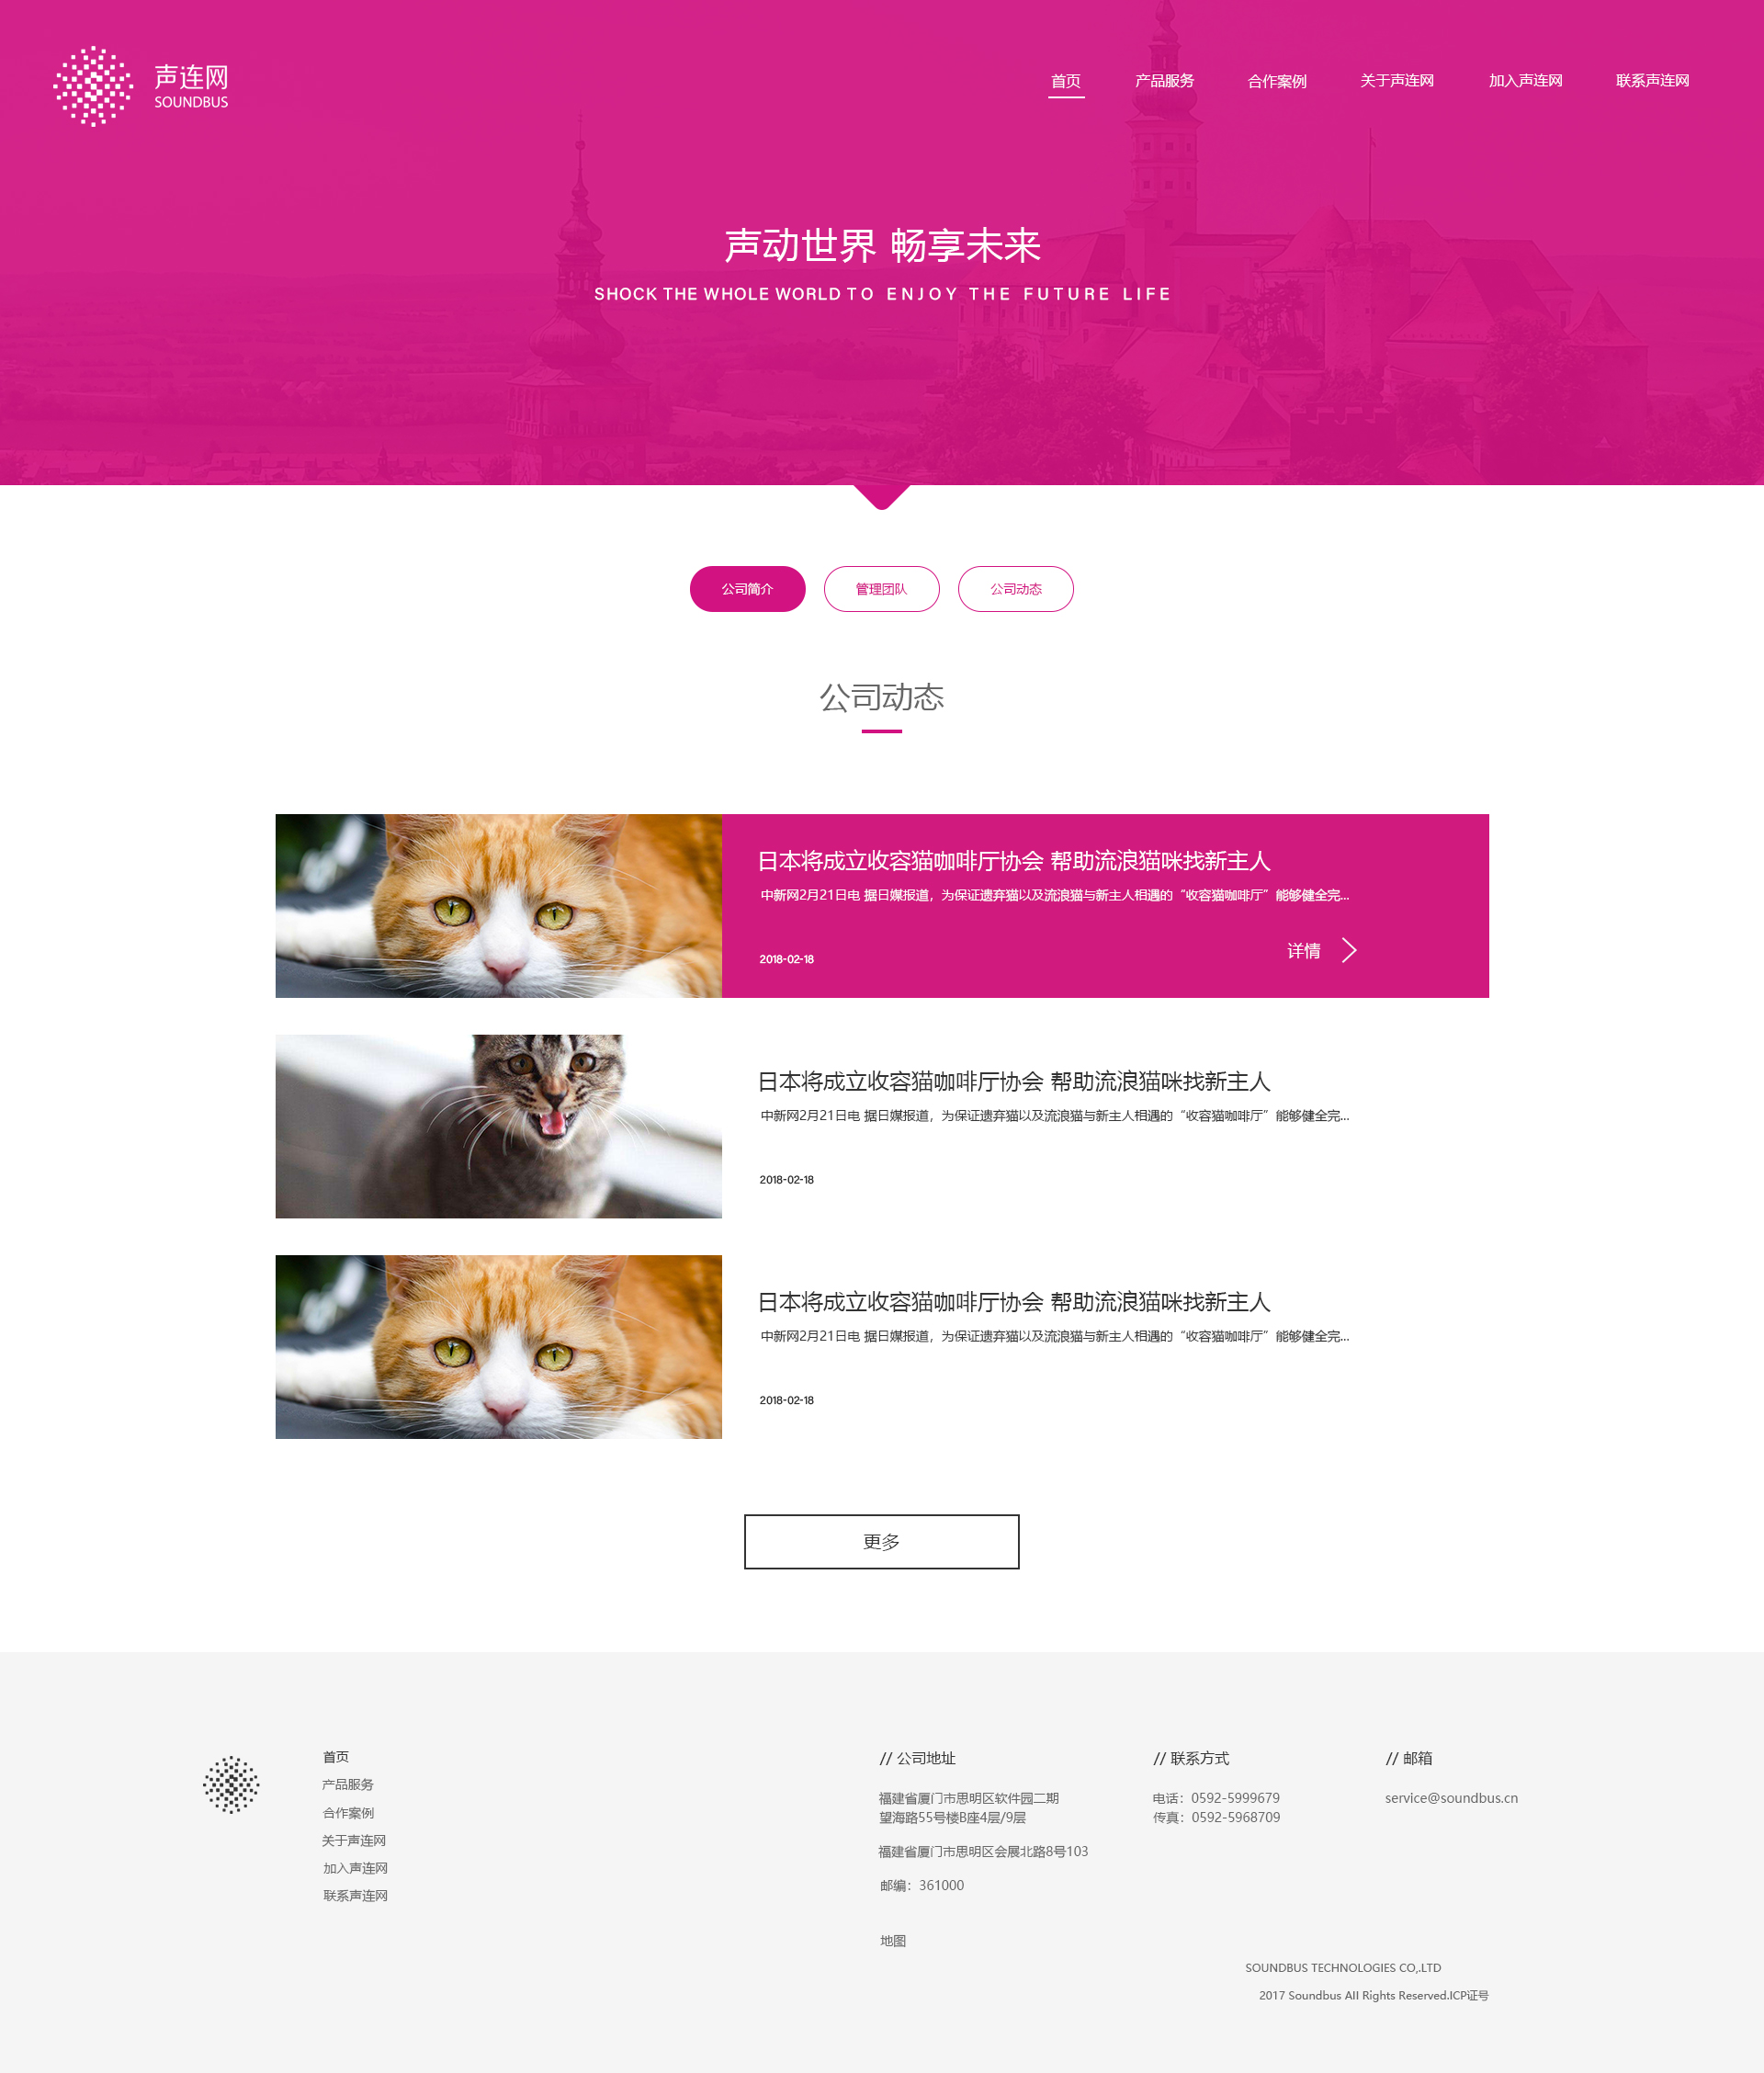 声连网
SOUNDBUS
首页
产品服务
合作案例
关于声连网
加入声连网
联系声连网
声动世界 畅享未来
SHOCK THE WHOLE WORLD TO ENJOY THE FUTURE LIFE
公司简介
管理团队
公司动态
公司动态
日本将成立收容猫咖啡厅协会 帮助流浪猫咪找新主人
中新网2月21日电 据日媒报道，为保证遗弃猫以及流浪猫与新主人相遇的“收容猫咖啡厅”能够健全完...
2018-02-18
详情
日本将成立收容猫咖啡厅协会 帮助流浪猫咪找新主人
中新网2月21日电 据日媒报道，为保证遗弃猫以及流浪猫与新主人相遇的“收容猫咖啡厅”能够健全完...
2018-02-18
日本将成立收容猫咖啡厅协会 帮助流浪猫咪找新主人
中新网2月21日电 据日媒报道，为保证遗弃猫以及流浪猫与新主人相遇的“收容猫咖啡厅”能够健全完...
2018-02-18
更多
首页
产品服务
合作案例
关于声连网
加入声连网
联系声连网
// 公司地址
福建省厦门市思明区软件园二期
望海路55号楼B座4层/9层
福建省厦门市思明区会展北路8号103
邮编：361000
地图
// 联系方式
电话：0592-5999679
传真：0592-5968709
// 邮箱
service@soundbus.cn
SOUNDBUS TECHNOLOGIES CO,.LTD
2017 Soundbus All Rights Reserved.ICP证号